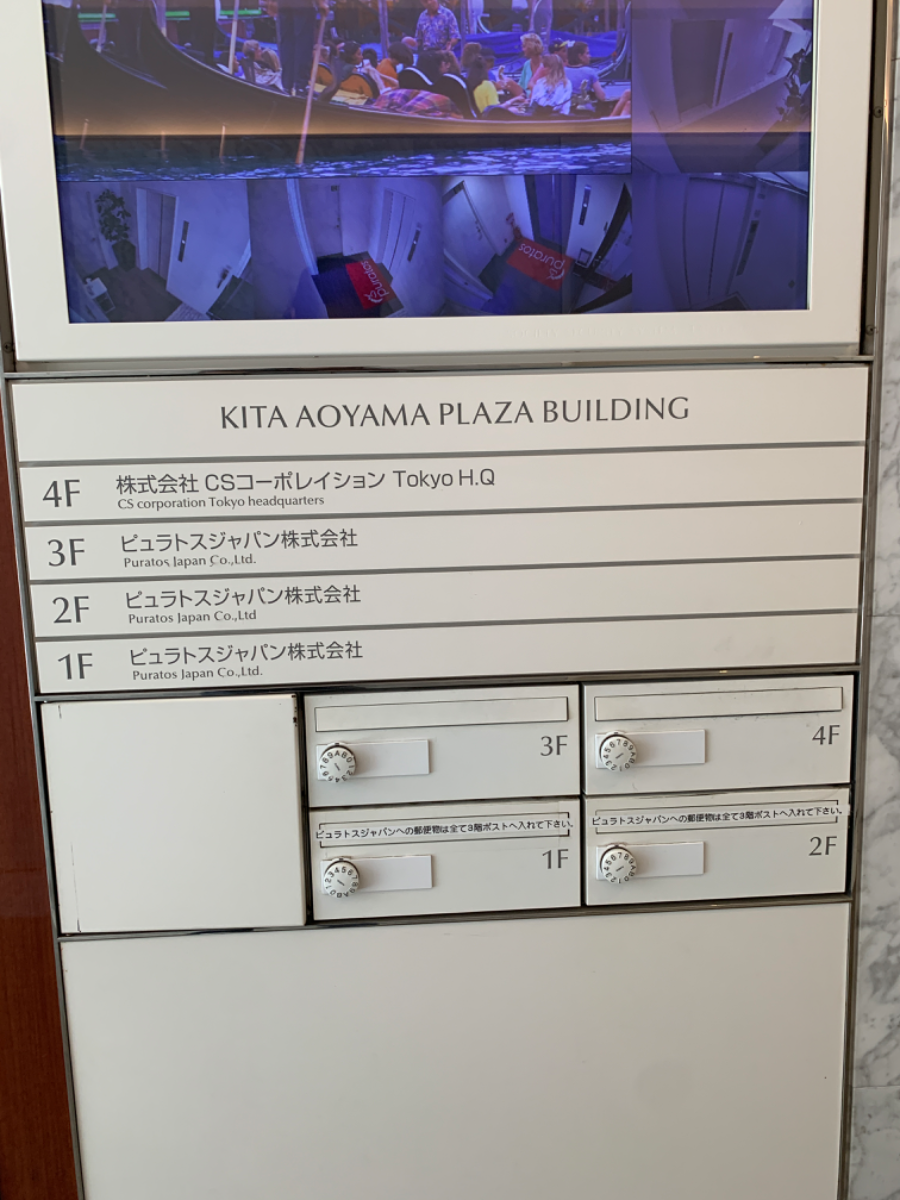 puratos
puratos
KITA AOYAMA PLAZA BUILDING
4F 株式会社 CSコーポレイション Tokyo H.Q
CS corporation Tokyo headquarters
3F ピュラトスジャパン株式会社
Puratos Japan Co.,Ltd.
2F ピュラトスジャパン株式会社
Puratos Japan Co.,Ltd
1F ピュラトスジャパン株式会社
Puratos Japan Co.,Ltd.
3F
4F
ピュラトスジャパンへの郵便物は全て3階ポストへ入れて下さい。
1F
ピュラトスジャパンへの郵便物は全て3階ポストへ入れて下さい。
2F